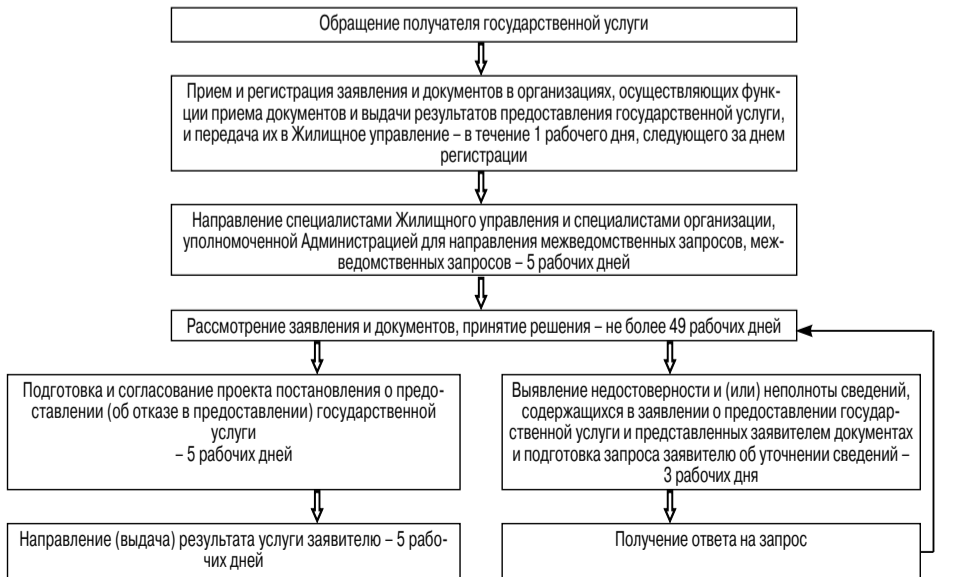 Обращение получателя государственной услуги
Прием и регистрация заявления и документов в организациях, осуществляющих функ-
ции приема документов и выдачи результатов предоставления государственной услуги,
и передача их в Жилищное управление – в течение 1 рабочего дня, следующего за днем
регистрации
Направление специалистами Жилищного управления и специалистами организации,
уполномоченной Администрацией для направления межведомственных запросов, меж-
ведомственных запросов – 5 рабочих дней
Рассмотрение заявления и документов, принятие решения – не более 49 рабочих дней
Подготовка и согласование проекта постановления о предо-
ставлении (об отказе в предоставлении) государственной
услуги
– 5 рабочих дней
Выявление недостоверности и (или) неполноты сведений,
содержащихся в заявлении о предоставлении государ-
ственной услуги и представленных заявителем документах
и подготовка запроса заявителю об уточнении сведений –
3 рабочих дня
Направление (выдача) результата услуги заявителю – 5 рабо-
чих дней
Получение ответа на запрос